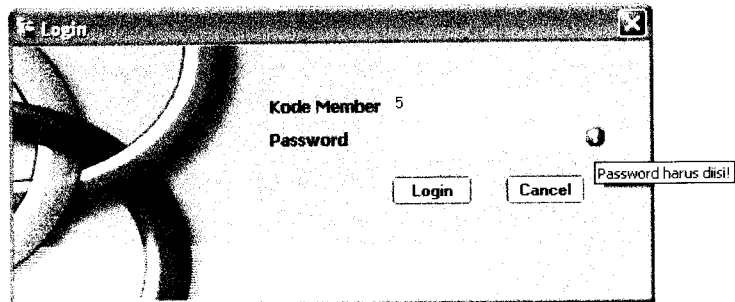 Login
Kode Member 5
Password
Password harus diisi!
Login Cancel